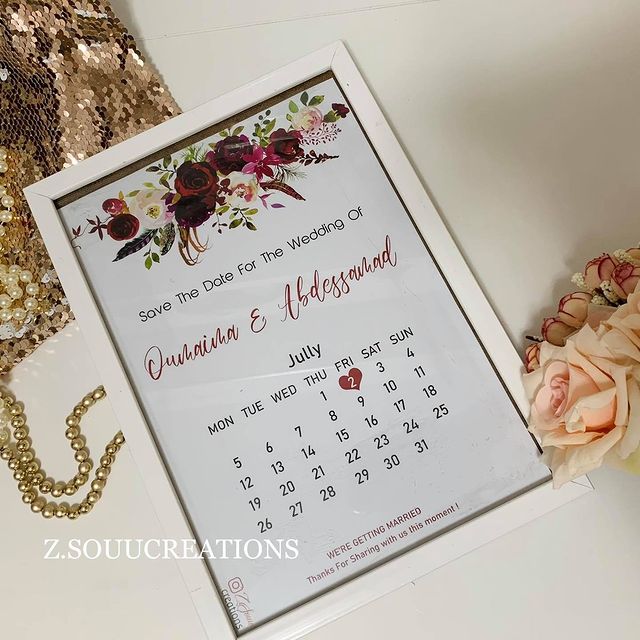 Save The Date For The Wedding Of
Oumaima & Abdessamad
Jully
MON TUE WED THU FRI SAT SUN
1 2 3 4
5 6 7 8 9 10 11
12 13 14 15 16 17 18
19 20 21 22 23 24 25
26 27 28 29 30 31
WE'RE GETTING MARRIED
Thanks For Sharing with us this moment !
Z.Souu
creations
Z.SOUUCREATIONS